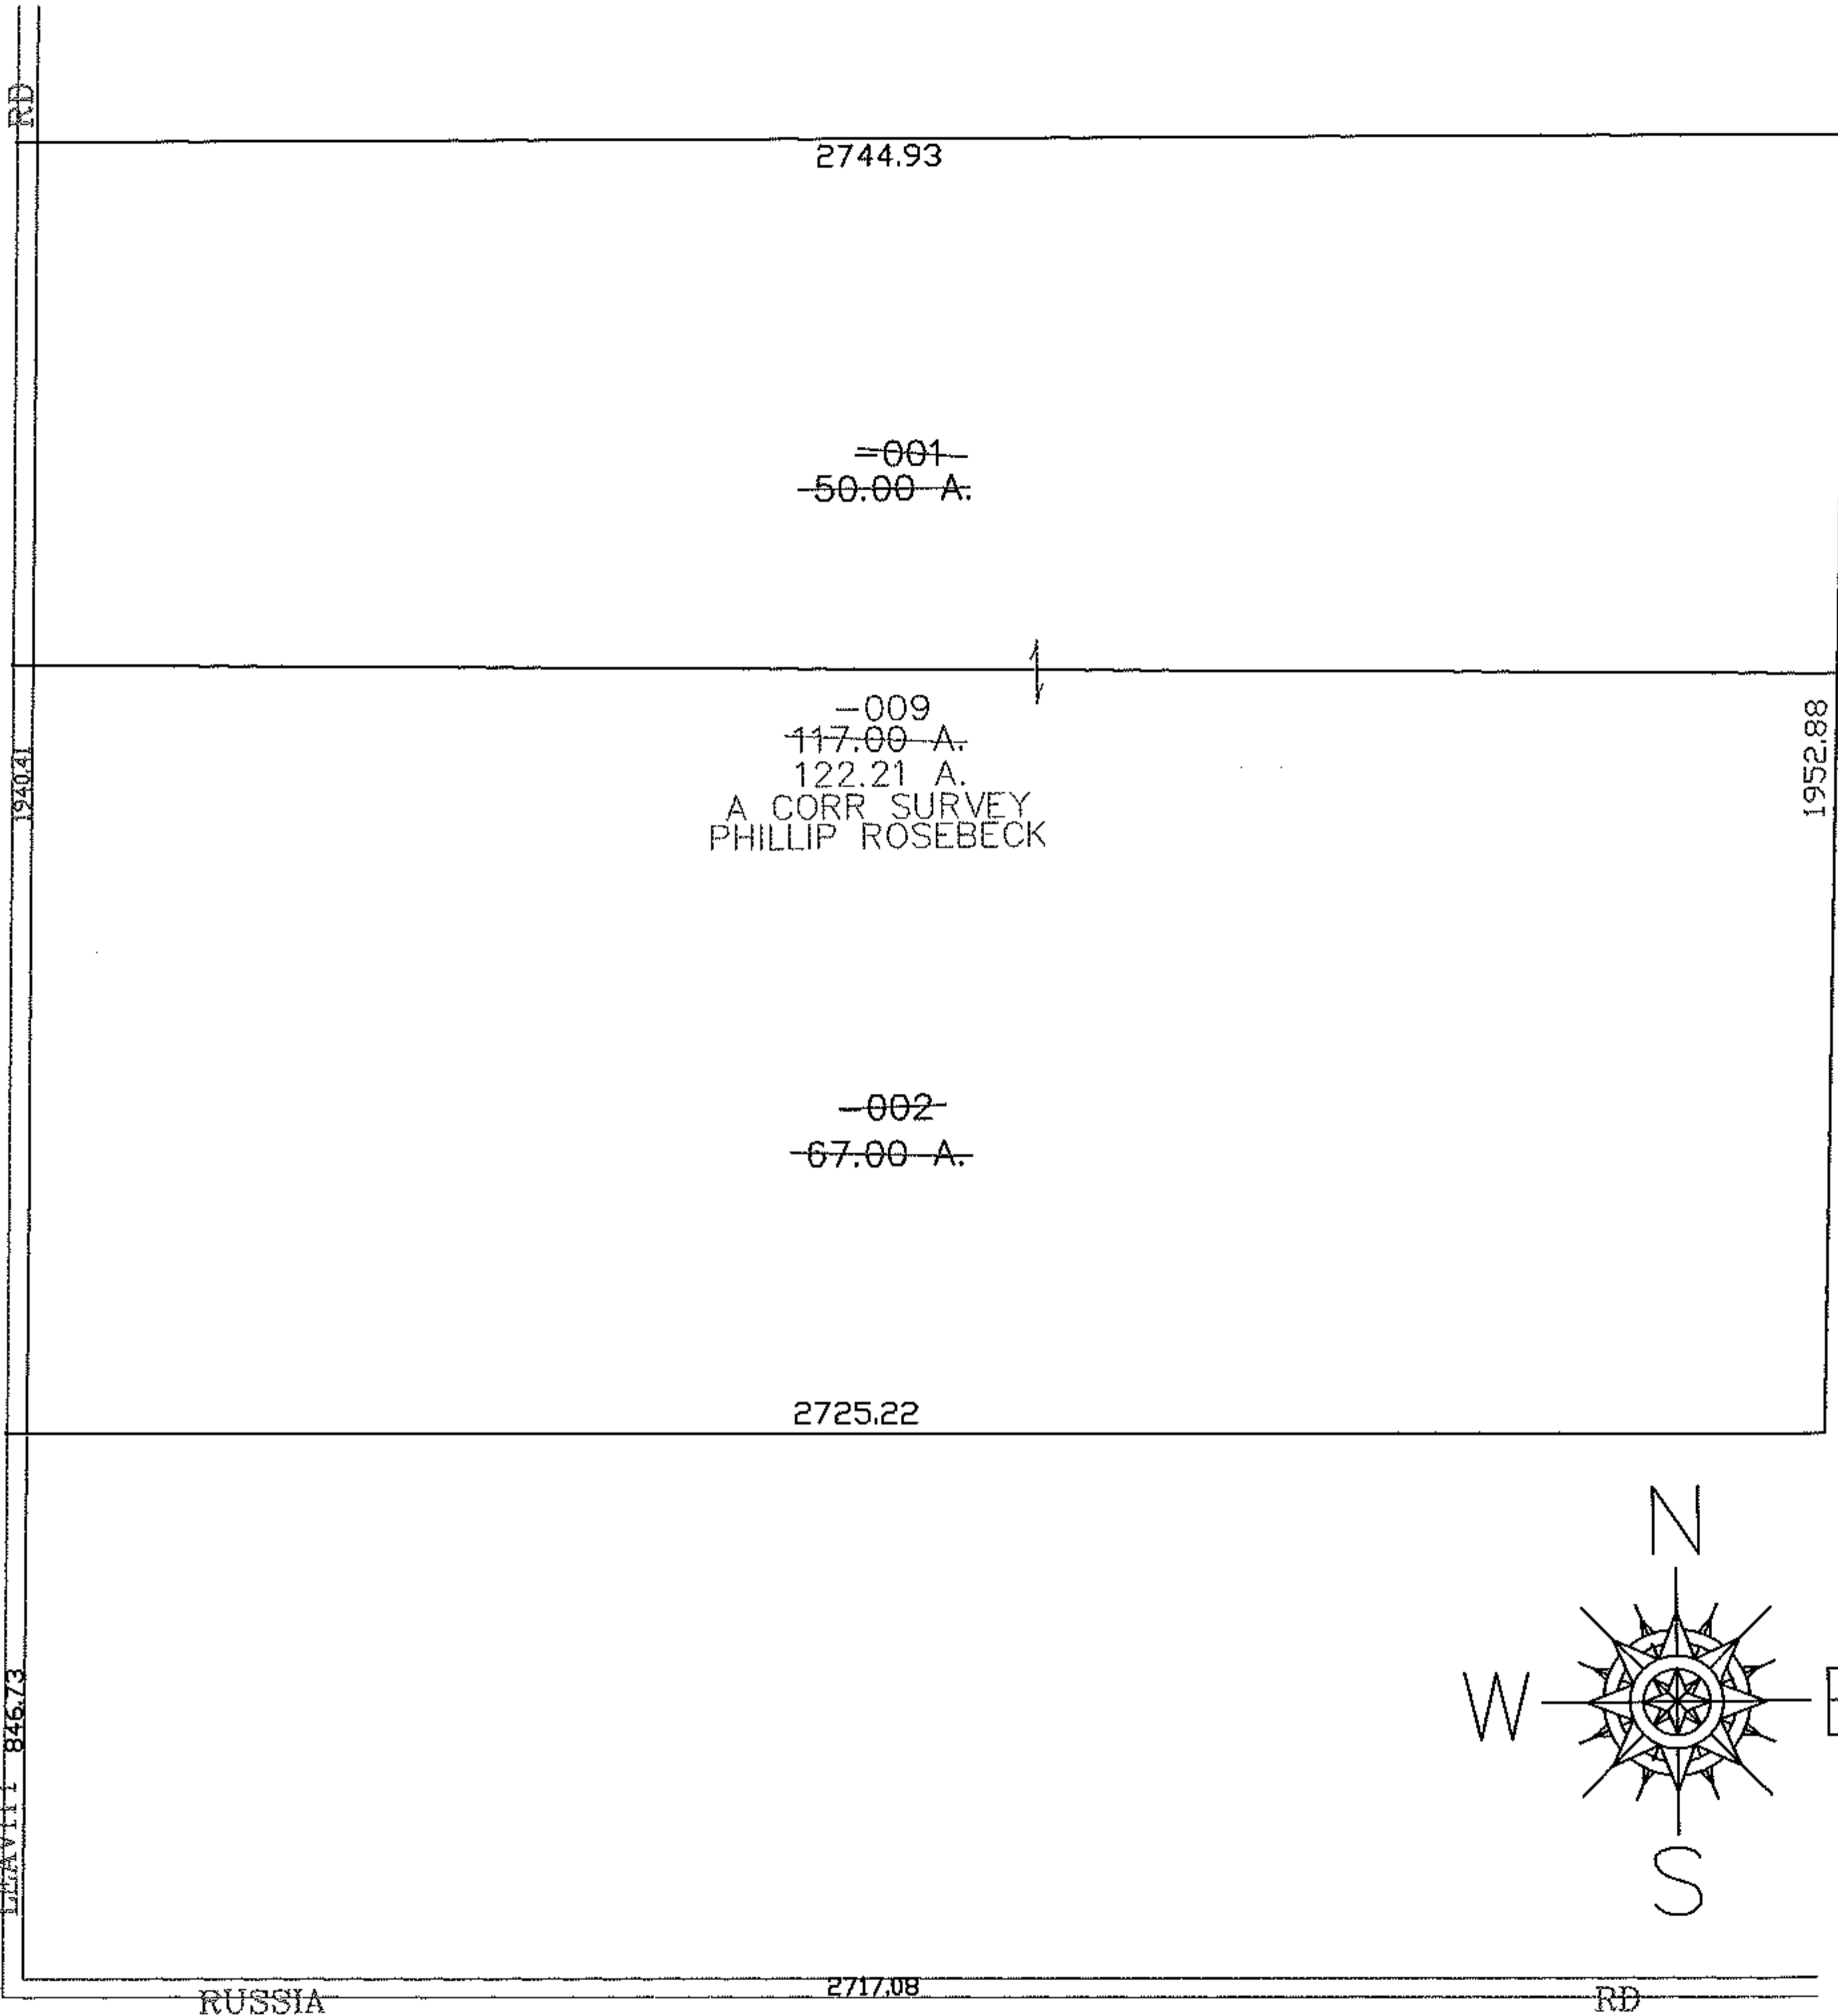 RD
2744.93
-001
50.00 A.
-009
117.00 A.
122.21 A.
A CORR SURVEY
PHILLIP ROSEBECK
1940.41
1952.88
-002
67.00 A.
2725.22
N
W
E
S
846.73
LEAVITT
2717.08
RUSSIA RD